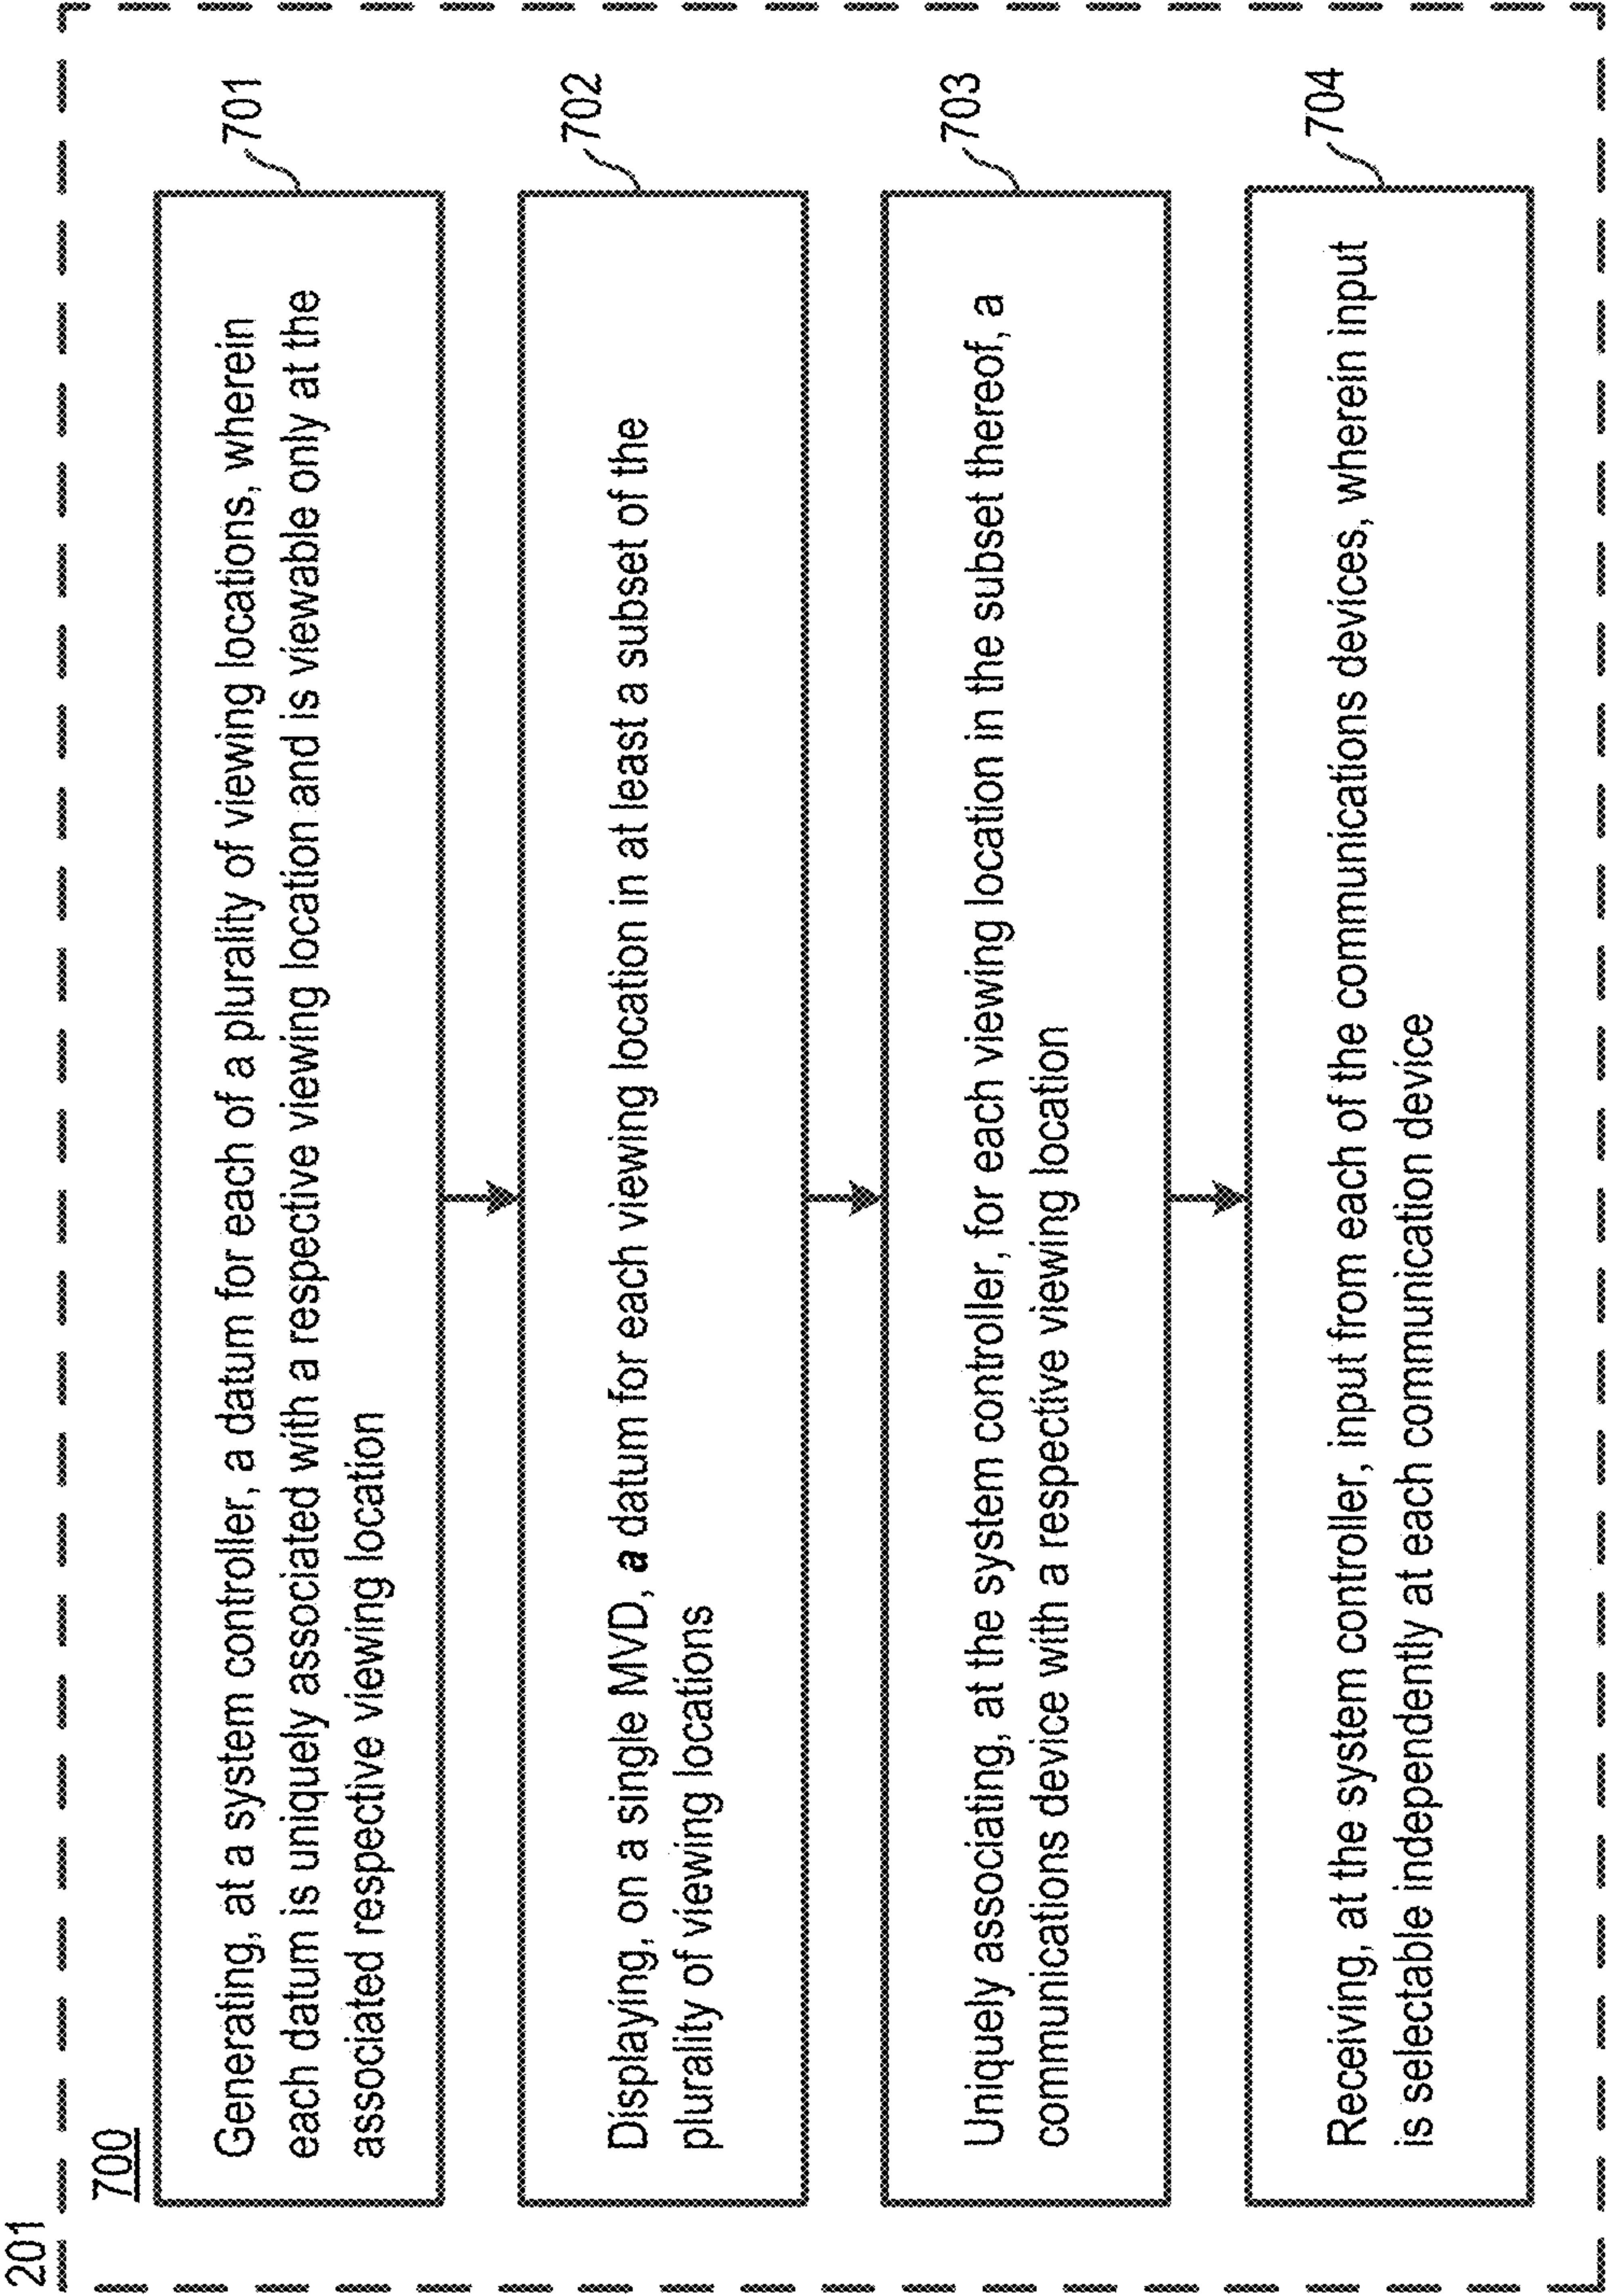 201
700
Generating, at a system controller, a datum for each of a plurality of viewing locations, wherein
each datum is uniquely associated with a respective viewing location and is viewable only at the
associated respective viewing location
701
Displaying, on a single MVD, a datum for each viewing location in at least a subset of the
plurality of viewing locations
702
Uniquely associating, at the system controller, for each viewing location in the subset thereof, a
communications device with a respective viewing location
703
Receiving, at the system controller, input from each of the communications devices, wherein input
is selectable independently at each communication device
704